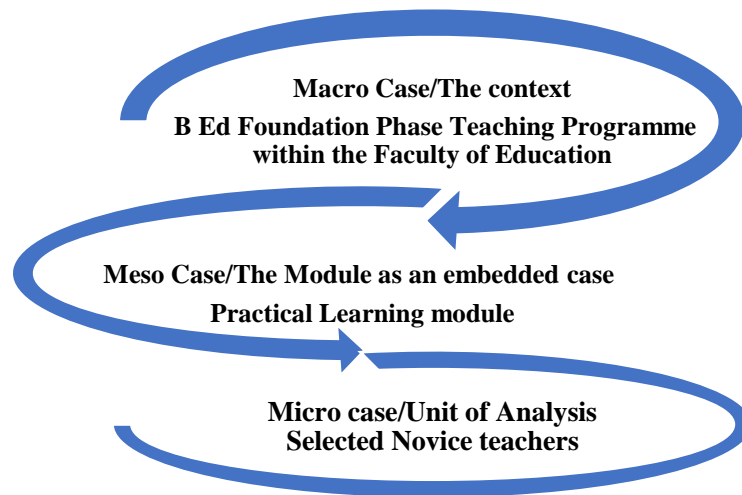 Macro Case/The context
B Ed Foundation Phase Teaching Programme
within the Faculty of Education
Meso Case/The Module as an embedded case
Practical Learning module
Micro case/Unit of Analysis
Selected Novice teachers